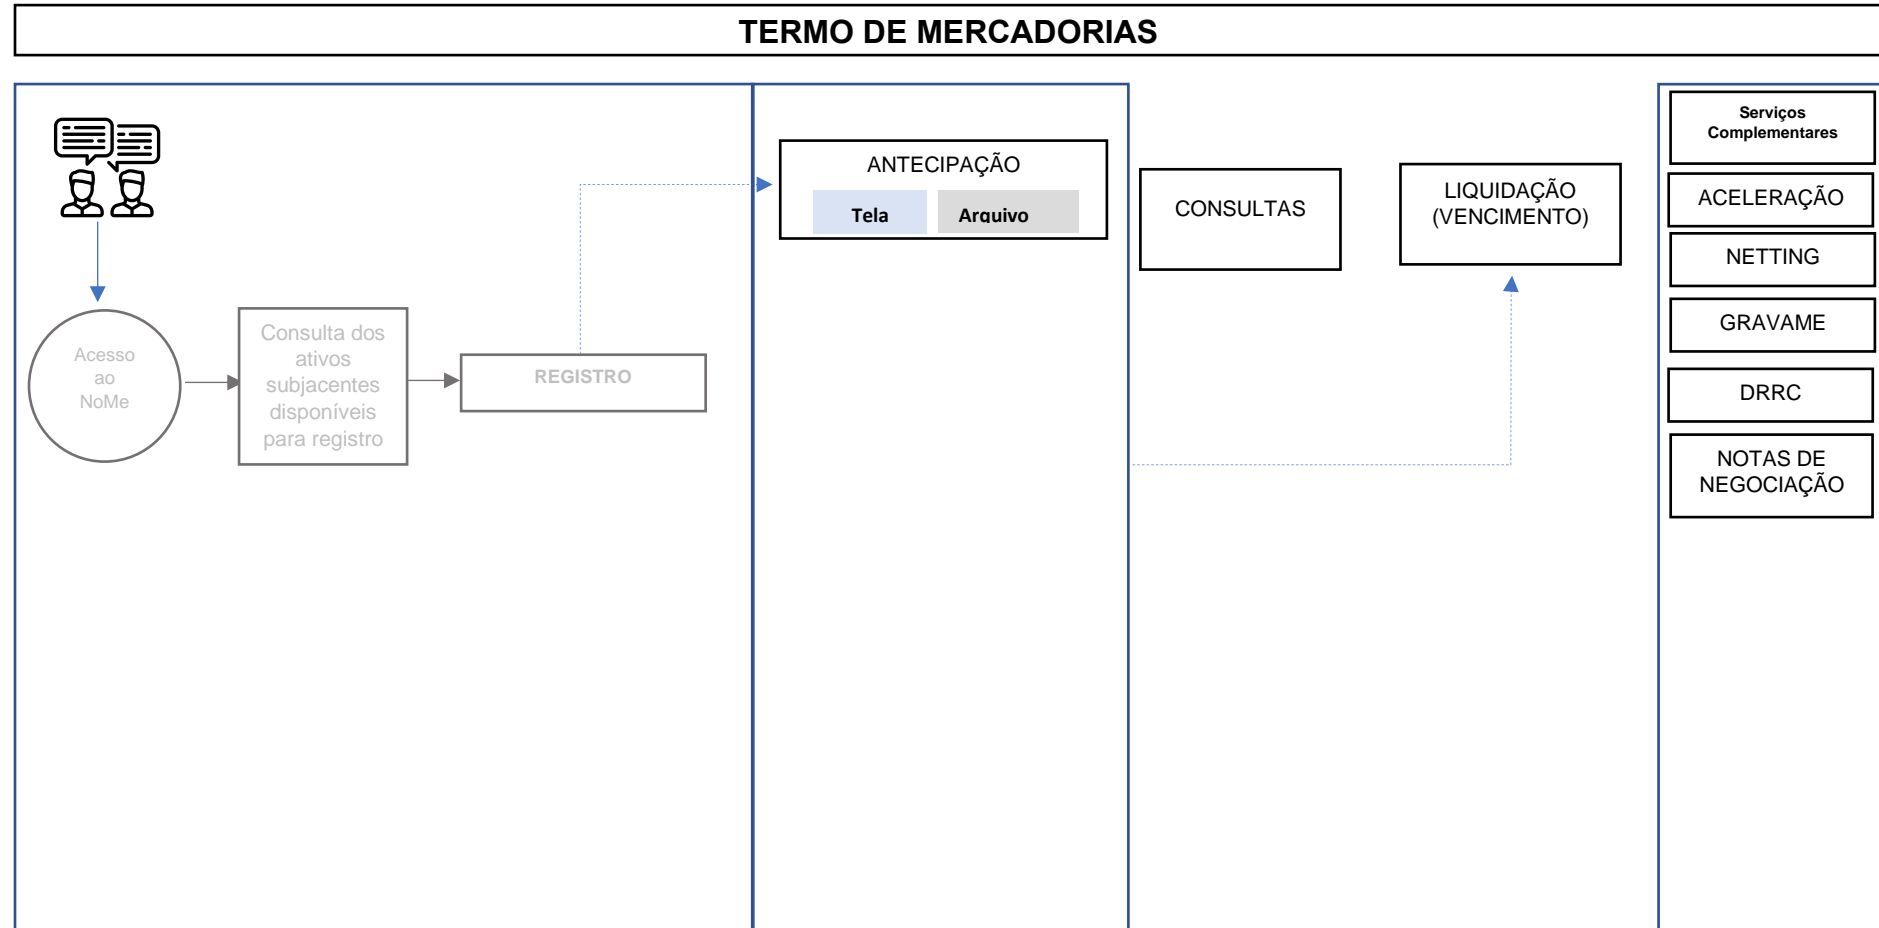 TERMO DE MERCADORIAS
Acesso
ao
NoMe
Consulta dos
ativos
subjacentes
disponíveis
para registro
REGISTRO
ANTECIPAÇÃO
Tela
Arquivo
CONSULTAS
LIQUIDAÇÃO
(VENCIMENTO)
Serviços
Complementares
ACELERAÇÃO
NETTING
GRAVAME
DRRC
NOTAS DE
NEGOCIAÇÃO